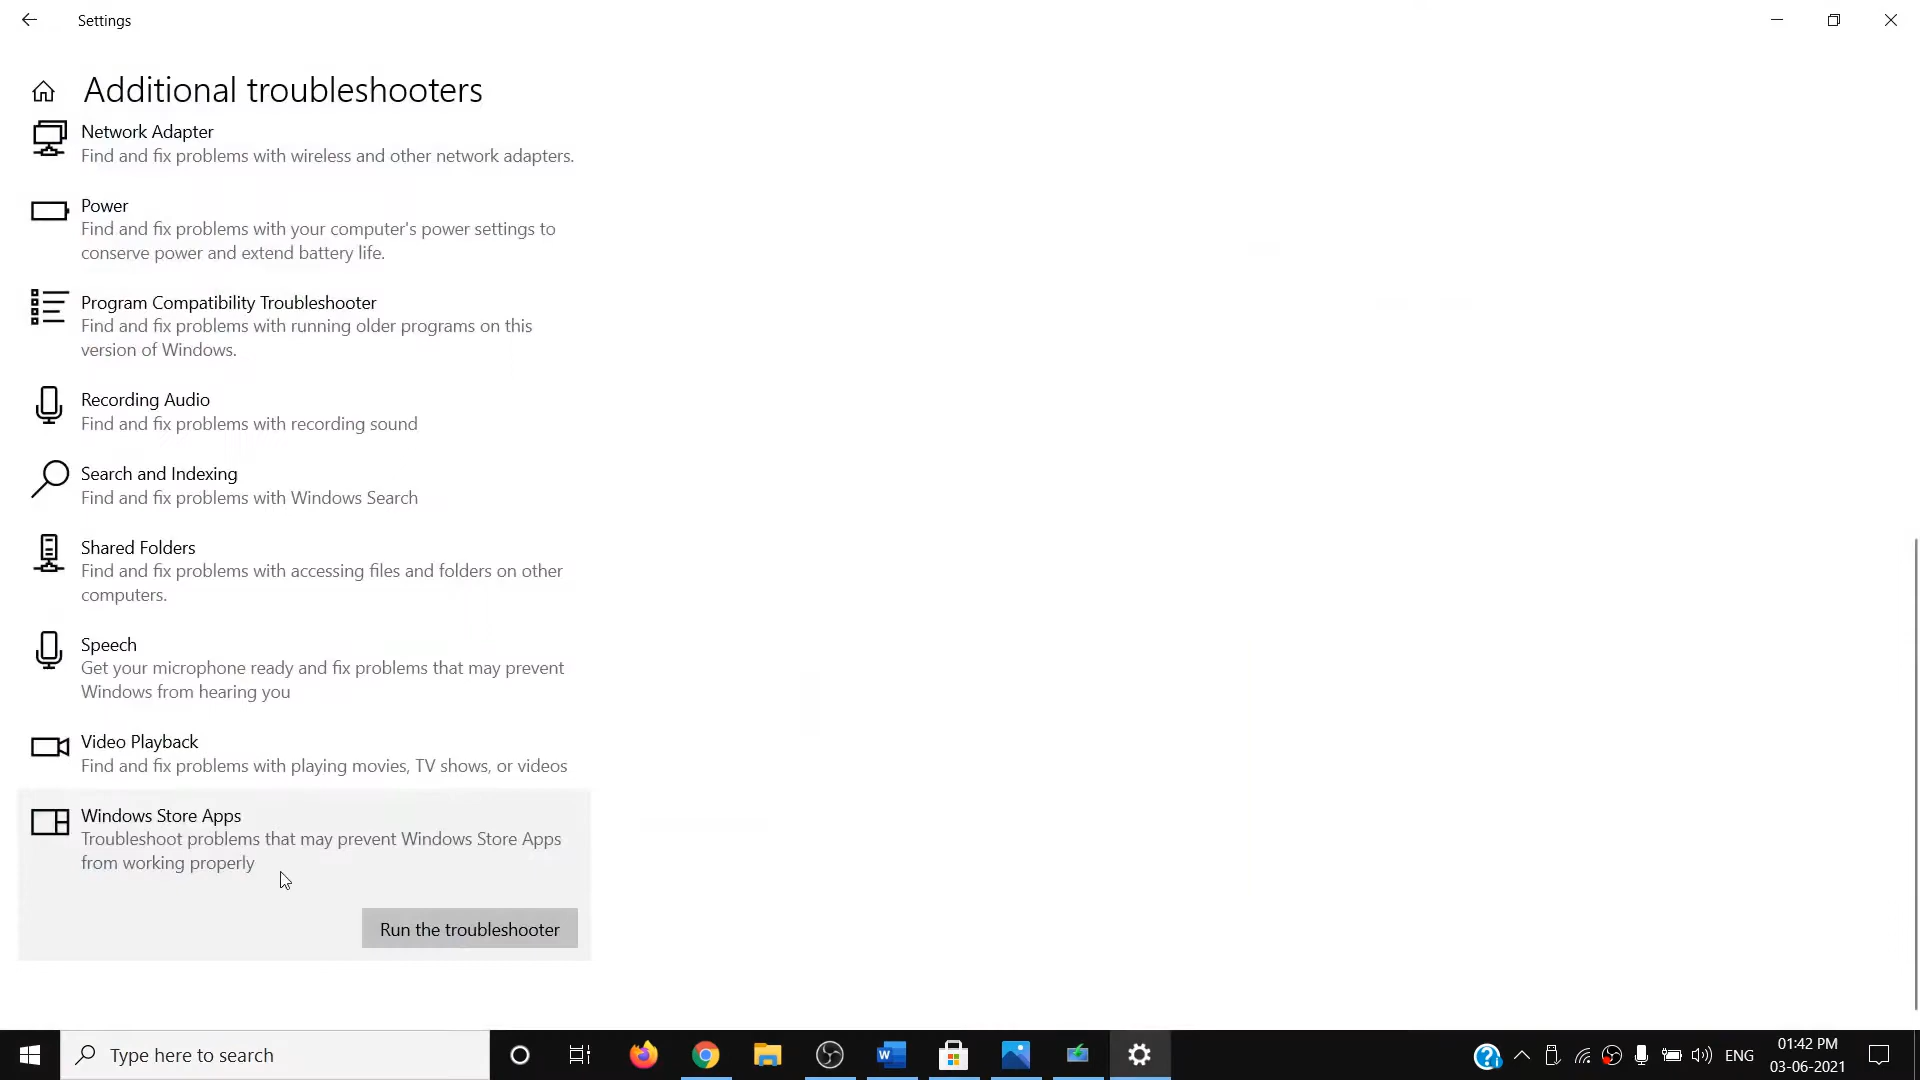 Settings
Additional troubleshooters
Network Adapter
Find and fix problems with wireless and other network adapters.
Power
Find and fix problems with your computer's power settings to
conserve power and extend battery life.
Program Compatibility Troubleshooter
Find and fix problems with running older programs on this
version of Windows.
Recording Audio
Find and fix problems with recording sound
Search and Indexing
Find and fix problems with Windows Search
Shared Folders
Find and fix problems with accessing files and folders on other
computers.
Speech
Get your microphone ready and fix problems that may prevent
Windows from hearing you
Video Playback
Find and fix problems with playing movies, TV shows, or videos
Windows Store Apps
Troubleshoot problems that may prevent Windows Store Apps
from working properly
Run the troubleshooter
Type here to search
ENG
01:42 PM
03-06-2021